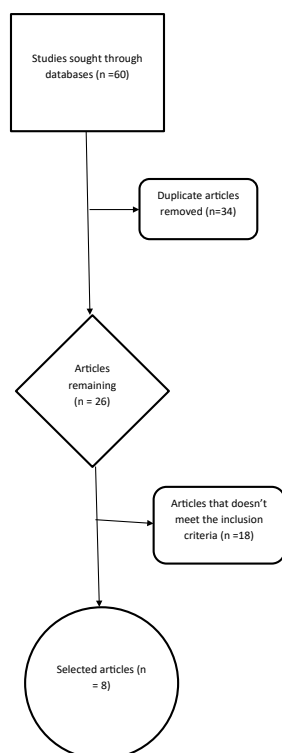 Studies sought through
databases (n =60)
Duplicate articles
removed (n=34)
Articles
remaining
(n = 26)
Articles that doesn't
meet the inclusion
criteria (n =18)
Selected articles (n
= 8)